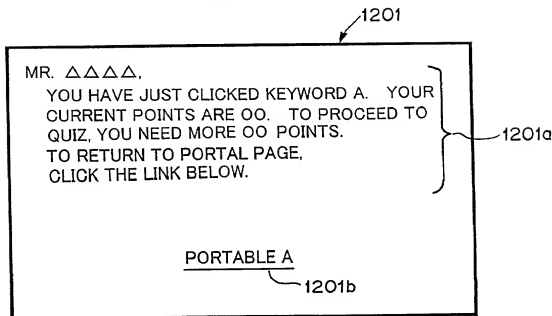 1201
MR. △△△△,
YOU HAVE JUST CLICKED KEYWORD A. YOUR
CURRENT POINTS ARE OO. TO PROCEED TO
QUIZ, YOU NEED MORE OO POINTS.
TO RETURN TO PORTAL PAGE,
CLICK THE LINK BELOW.
1201a
PORTABLE A
1201b